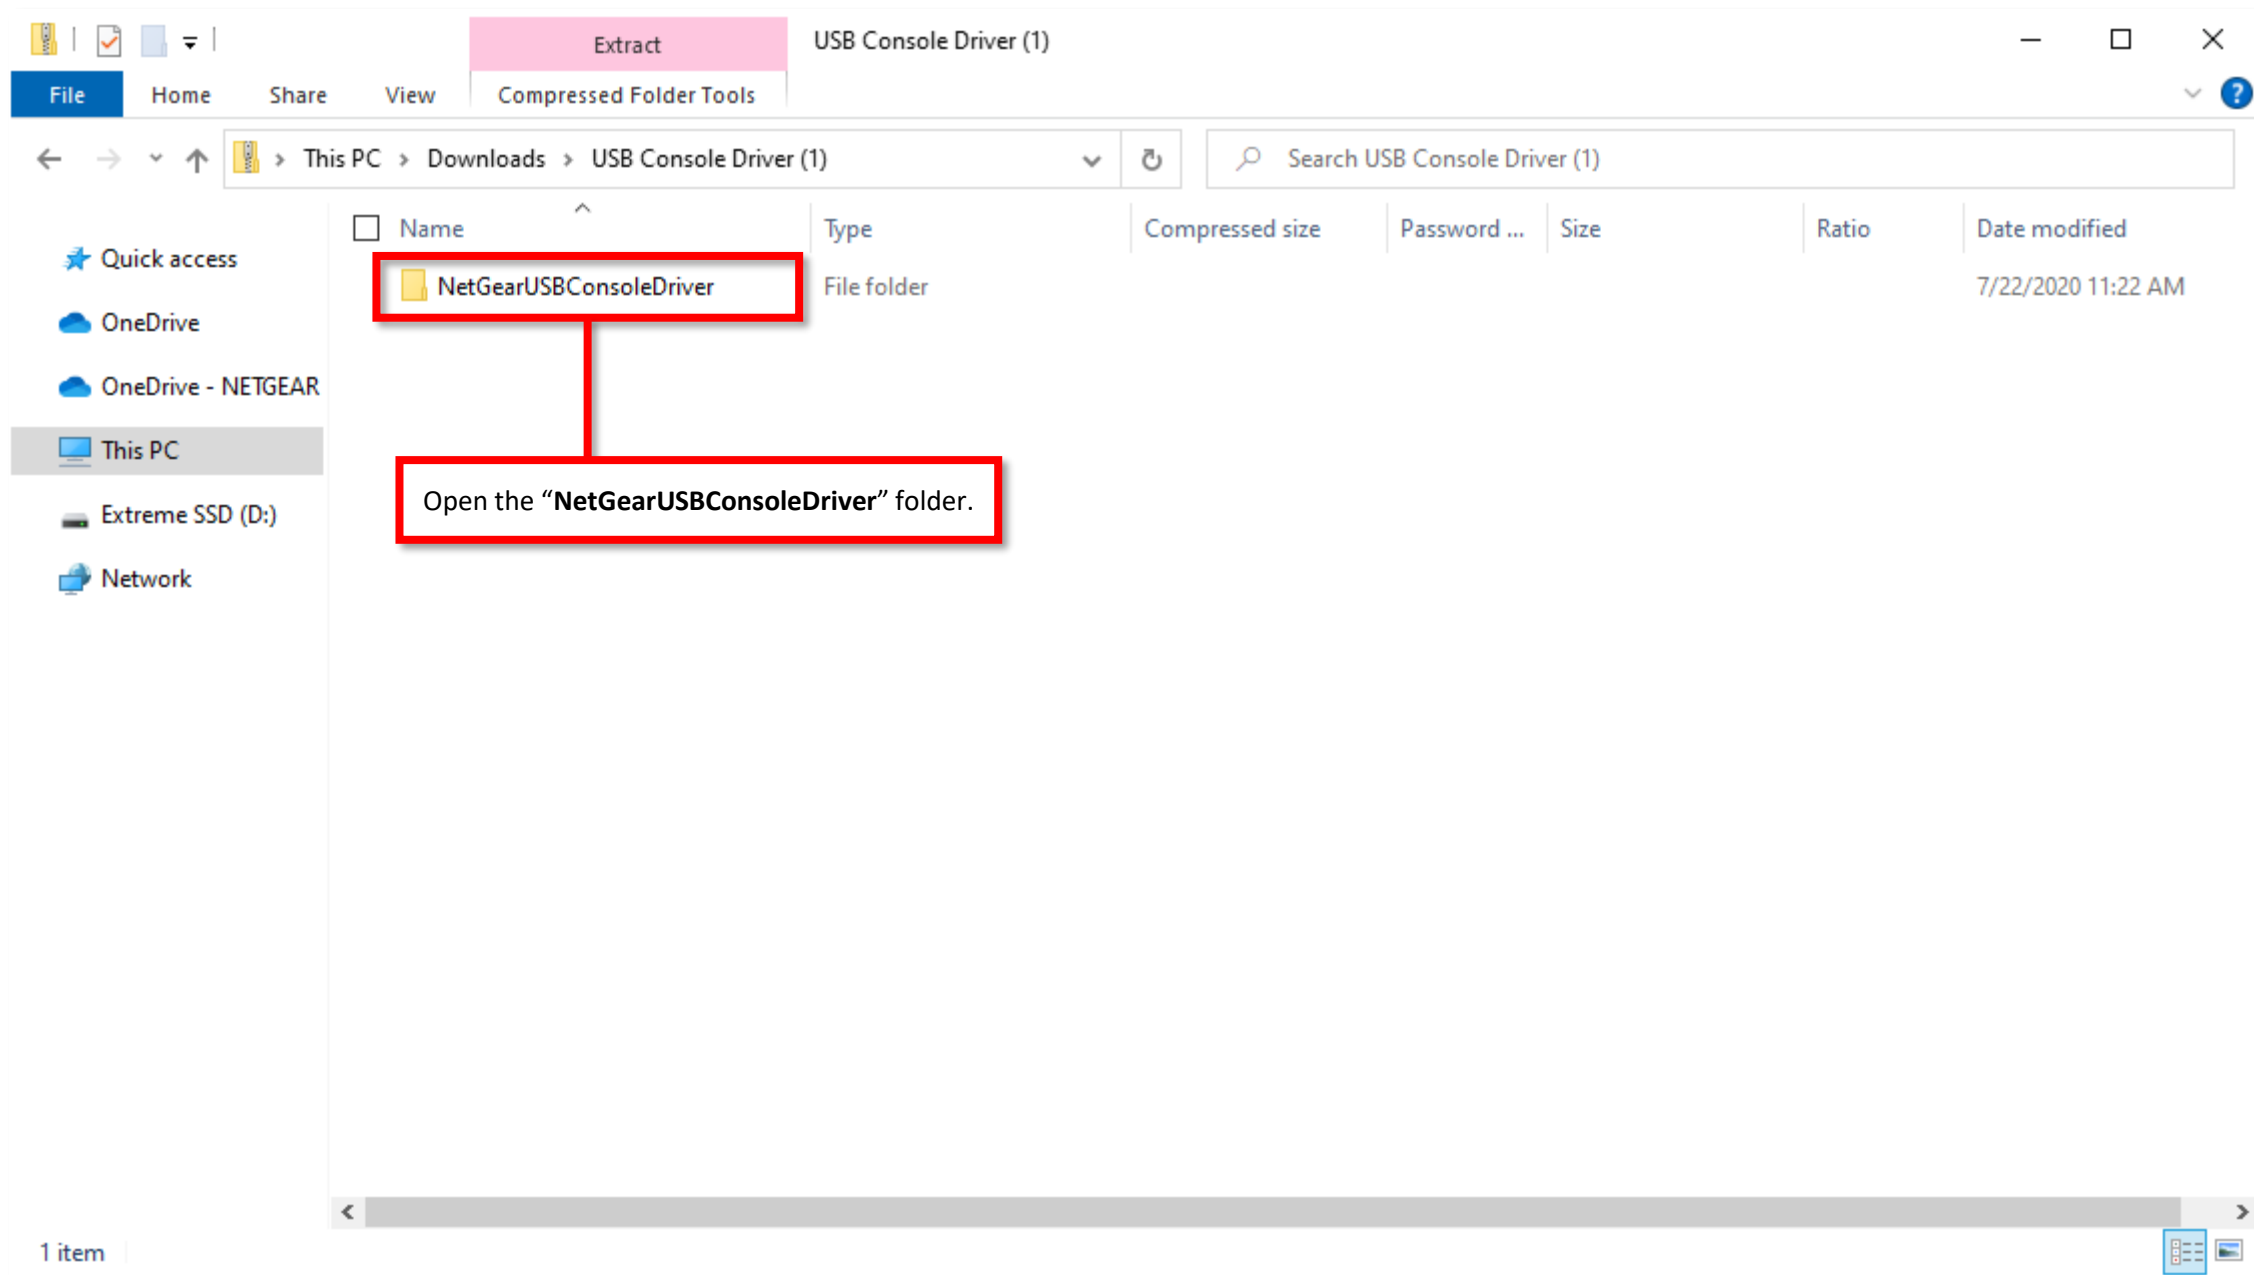 Extract
USB Console Driver (1)
File
Home
Share
View
Compressed Folder Tools
?
This PC > Downloads > USB Console Driver (1)
Search USB Console Driver (1)
Name
Type
Compressed size
Password ...
Size
Ratio
Date modified
Quick access
NetGearUSBConsoleDriver
File folder
7/22/2020 11:22 AM
OneDrive
OneDrive - NETGEAR
This PC
Open the “NetGearUSBConsoleDriver” folder.
Extreme SSD (D:)
Network
1 item